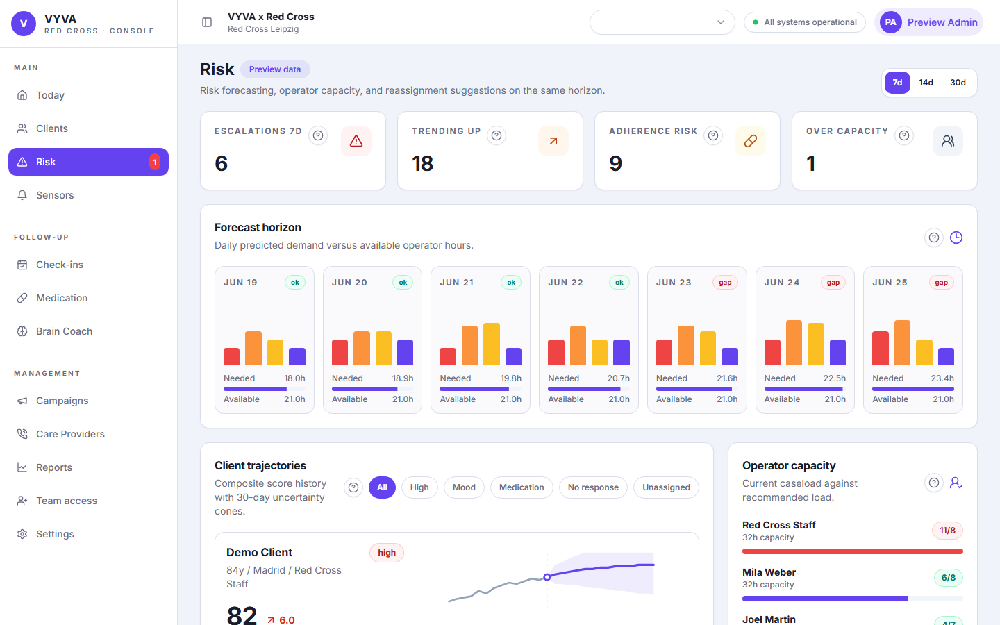 V
VYVA
RED CROSS · CONSOLE
MAIN
Today
Clients
Risk
1
Sensors
FOLLOW-UP
Check-ins
Medication
Brain Coach
MANAGEMENT
Campaigns
Care Providers
Reports
Team access
Settings
VYVA x Red Cross
Red Cross Leipzig
All systems operational
PA
Preview Admin
Risk
Preview data
Risk forecasting, operator capacity, and reassignment suggestions on the same horizon.
7d
14d
30d
ESCALATIONS 7D
6
TRENDING UP
18
ADHERENCE RISK
9
OVER CAPACITY
1
Forecast horizon
Daily predicted demand versus available operator hours.
JUN 19
ok
Needed 18.0h
Available 21.0h
JUN 20
ok
Needed 18.9h
Available 21.0h
JUN 21
ok
Needed 19.8h
Available 21.0h
JUN 22
ok
Needed 20.7h
Available 21.0h
JUN 23
gap
Needed 21.6h
Available 21.0h
JUN 24
gap
Needed 22.5h
Available 21.0h
JUN 25
gap
Needed 23.4h
Available 21.0h
Client trajectories
Composite score history
with 30-day uncertainty
cones.
All
High
Mood
Medication
No response
Unassigned
Demo Client
high
84y / Madrid / Red Cross
Staff
82
6.0
Operator capacity
Current caseload against
recommended load.
Red Cross Staff
32h capacity
11/8
Mila Weber
32h capacity
6/8
Joel Martin
4/7